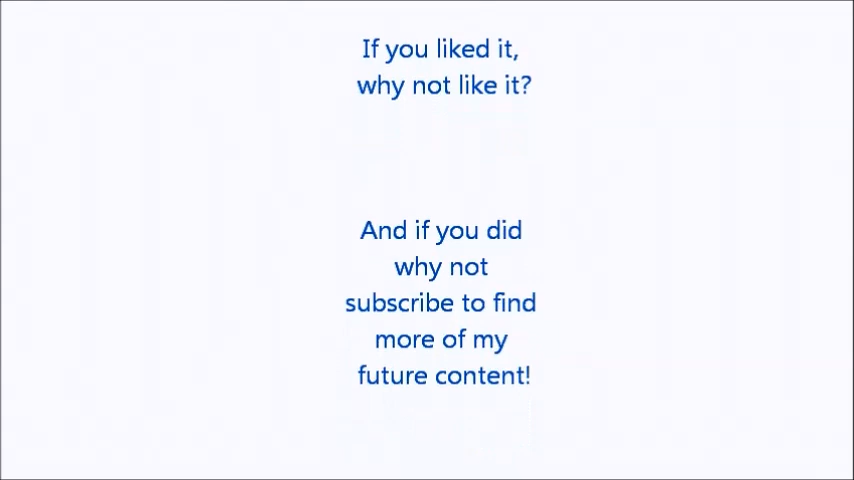 If you liked it,
why not like it?
And if you did
why not
subscribe to find
more of my
future content!